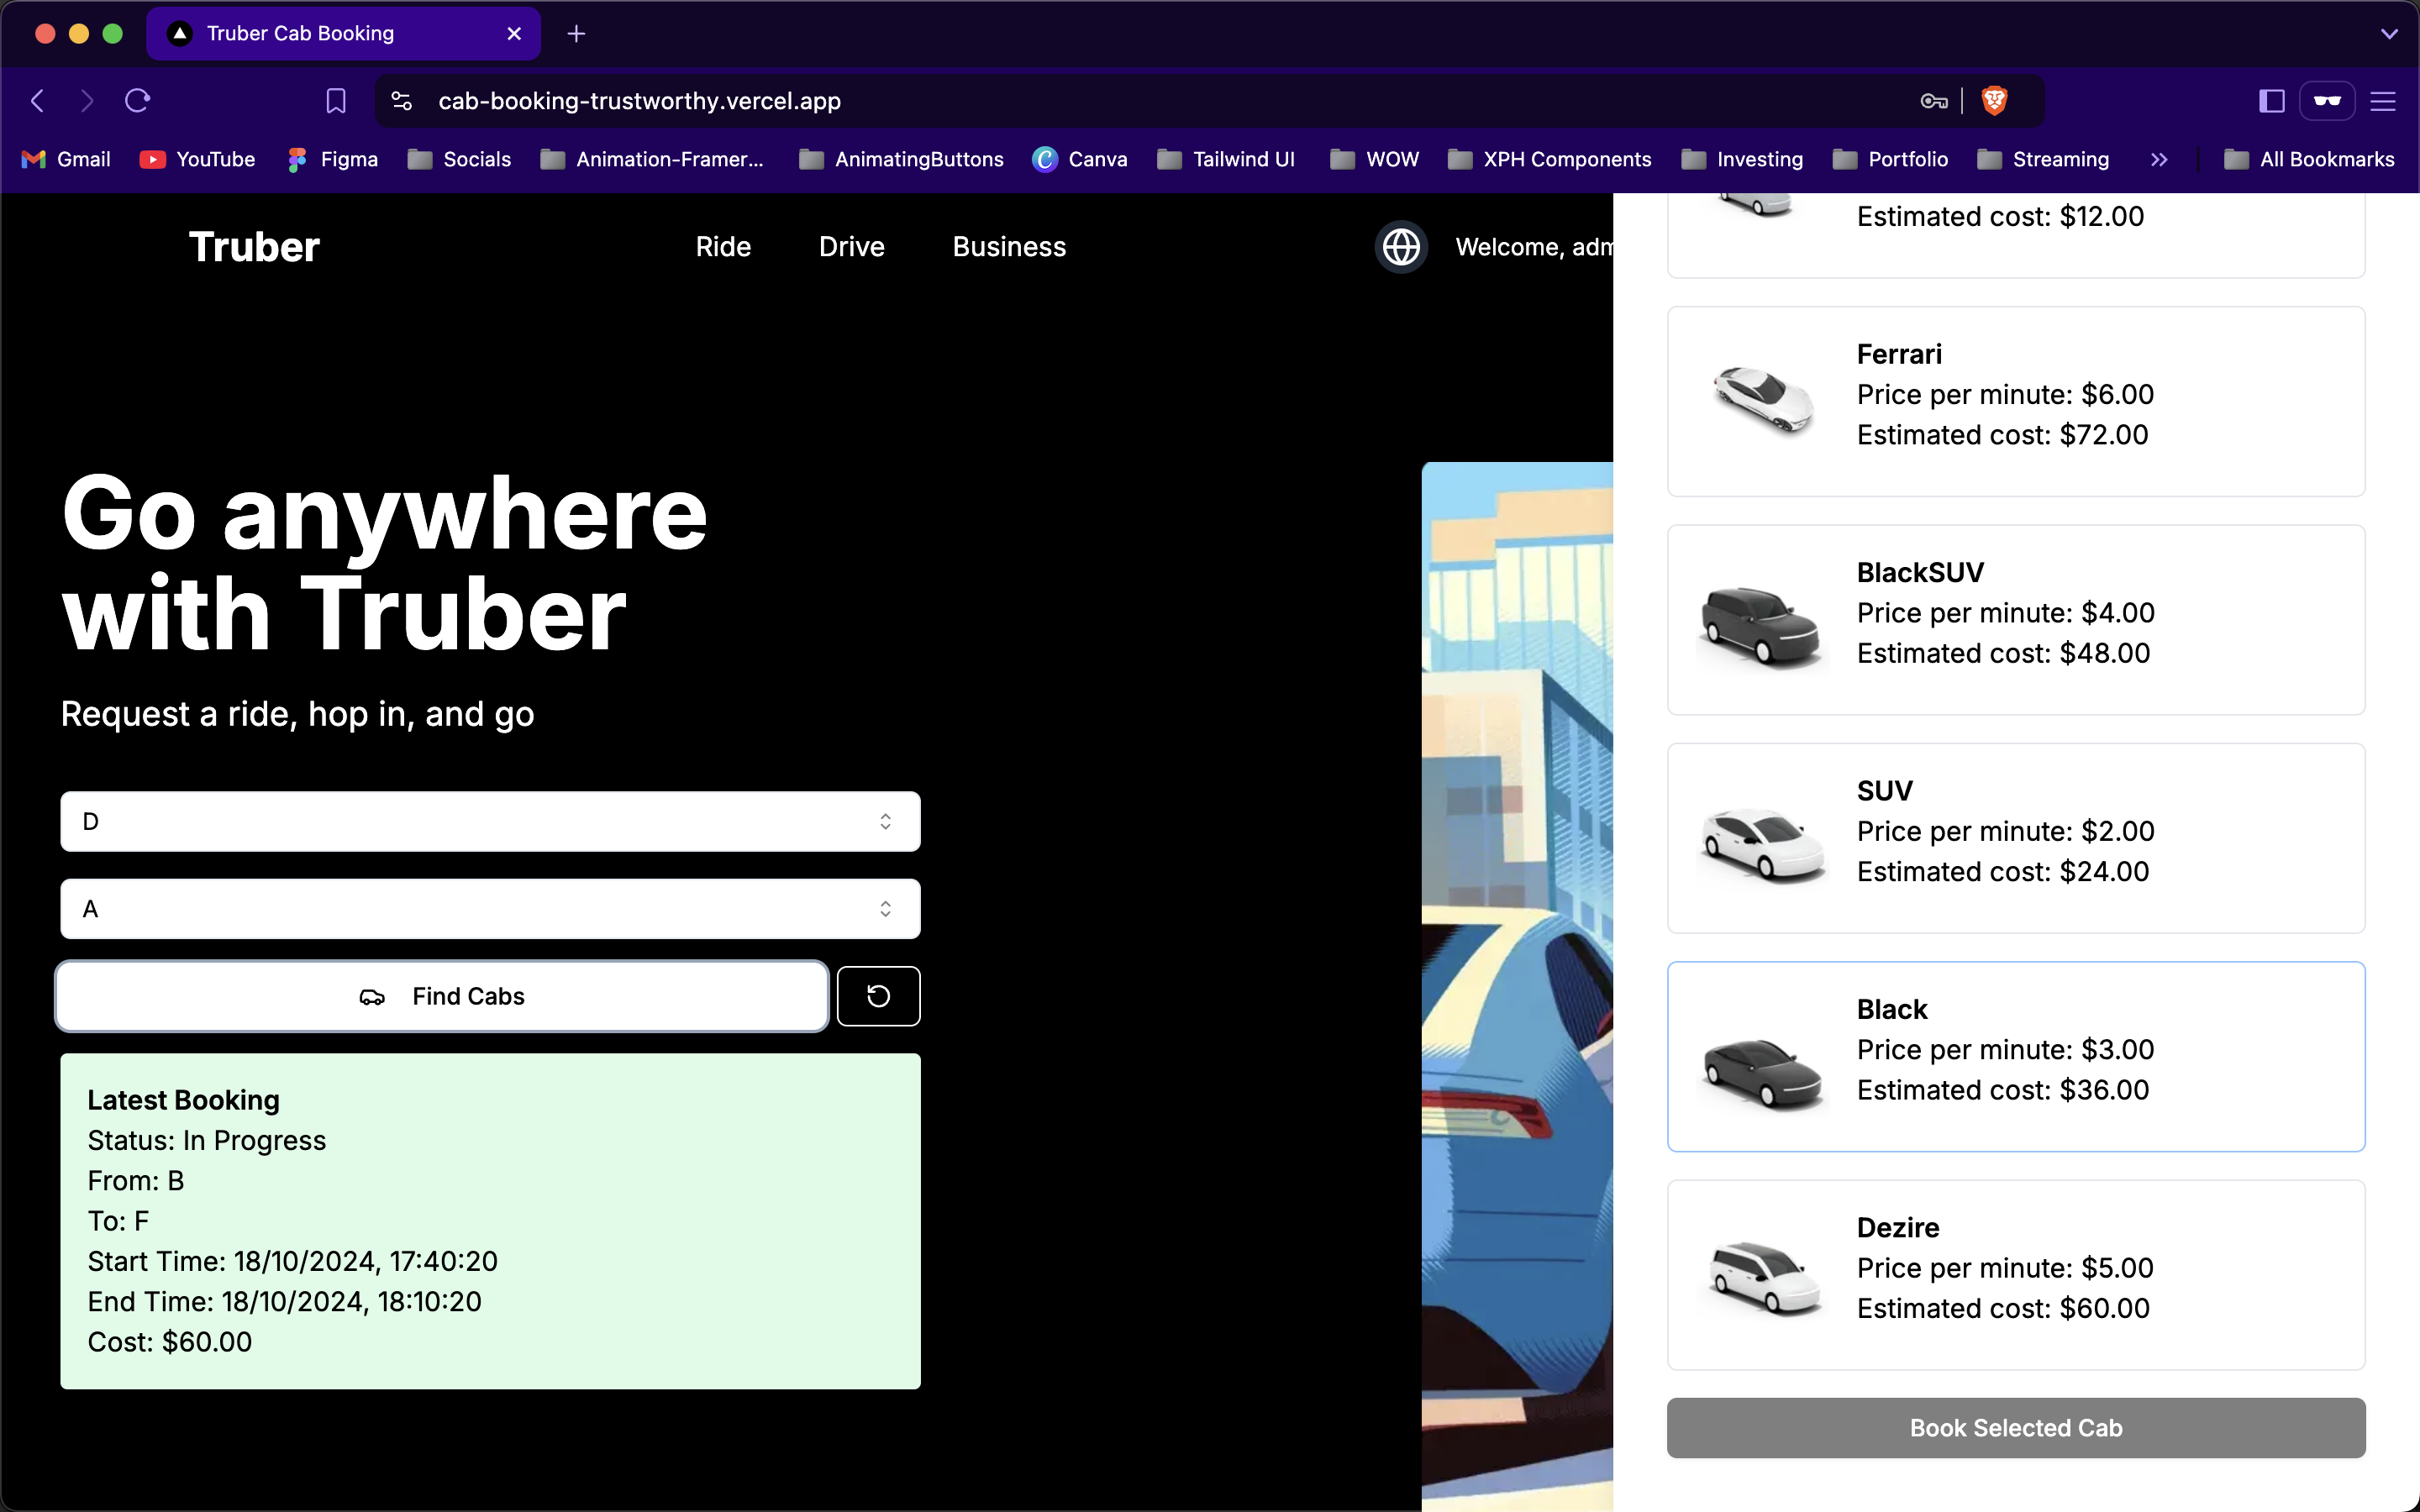 Truber Cab Booking
cab-booking-trustworthy.vercel.app
Gmail
YouTube
Figma
Socials
Animation-Framer...
AnimatingButtons
Canva
Tailwind UI
WOW
XPH Components
Investing
Portfolio
Streaming
All Bookmarks
Truber
Ride
Drive
Business
Welcome, adm
Go anywhere
with Truber
Request a ride, hop in, and go
D
A
Find Cabs
Latest Booking
Status: In Progress
From: B
To: F
Start Time: 18/10/2024, 17:40:20
End Time: 18/10/2024, 18:10:20
Cost: $60.00
Estimated cost: $12.00
Ferrari
Price per minute: $6.00
Estimated cost: $72.00
BlackSUV
Price per minute: $4.00
Estimated cost: $48.00
SUV
Price per minute: $2.00
Estimated cost: $24.00
Black
Price per minute: $3.00
Estimated cost: $36.00
Dezire
Price per minute: $5.00
Estimated cost: $60.00
Book Selected Cab